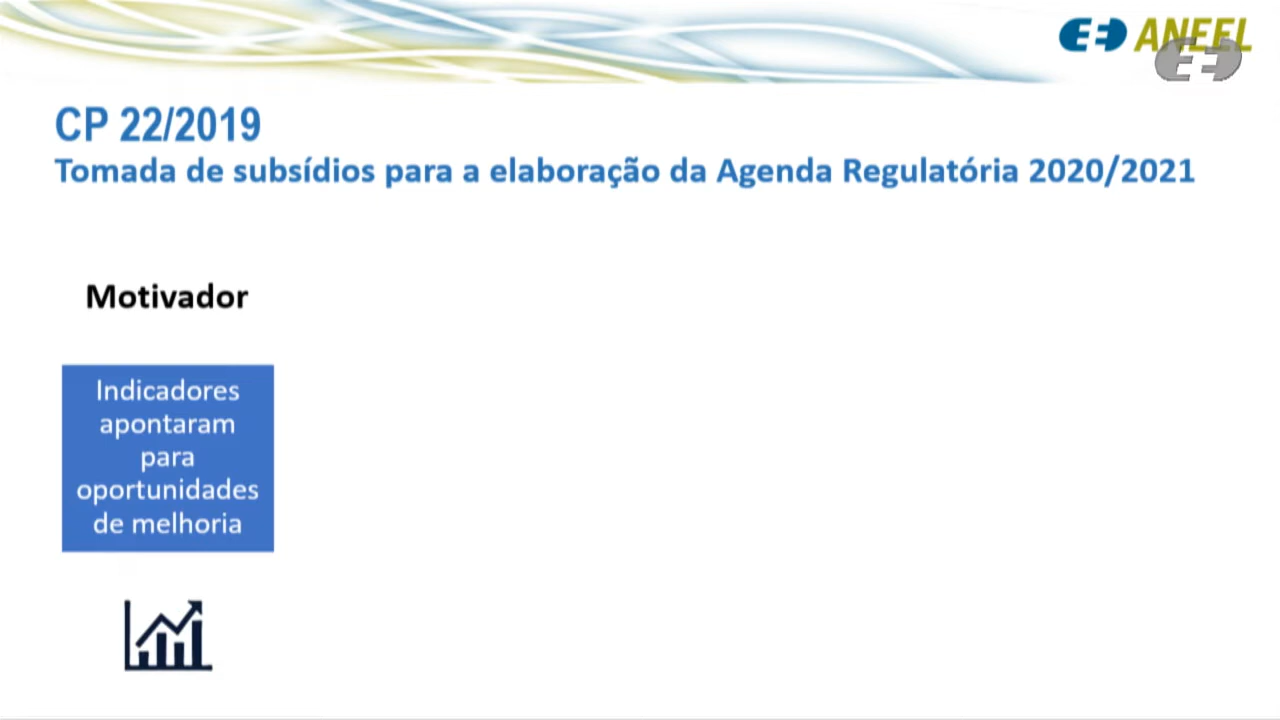 ANEEL
CP 22/2019
Tomada de subsídios para a elaboração da Agenda Regulatória 2020/2021
Motivador
Indicadores
apontaram
para
oportunidades
de melhoria